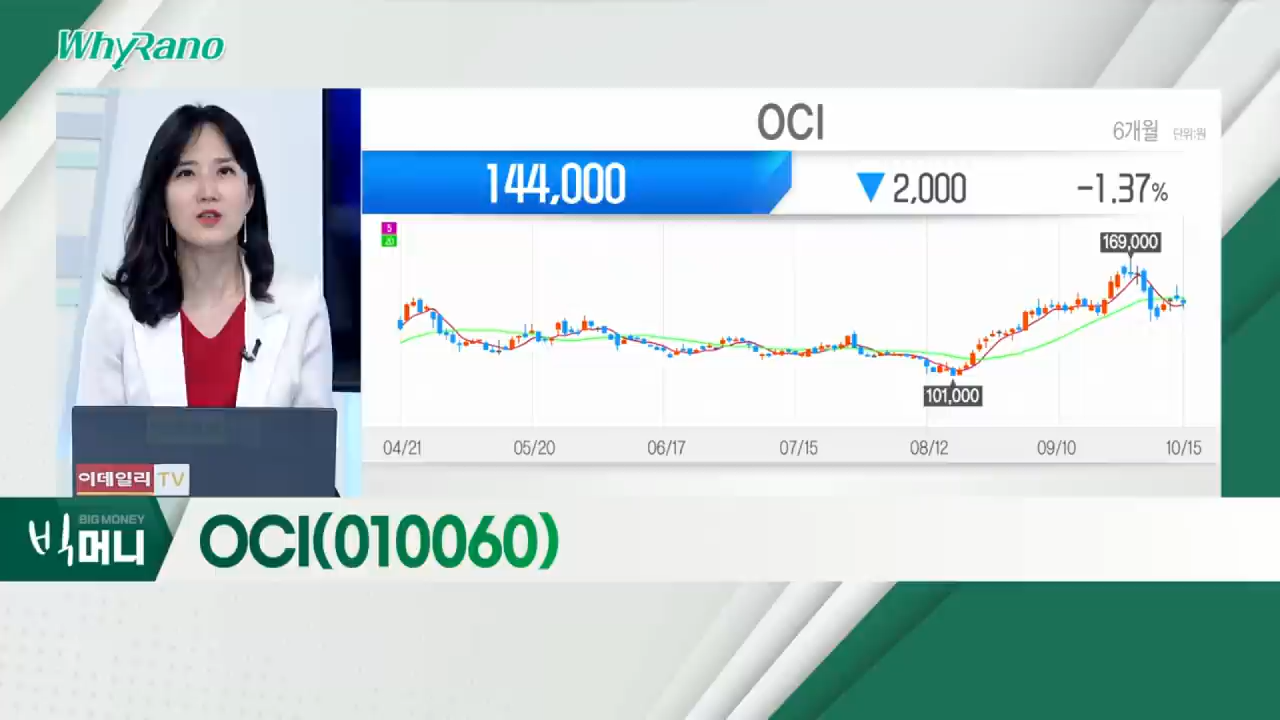 WhyRano
OCI
6개월 단위:원
144,000
▼ 2,000
-1.37%
5
20
169,000
101,000
04/21 05/20 06/17 07/15 08/12 09/10 10/15
이데일리 TV
BIG MONEY
빅머니
OCI(010060)